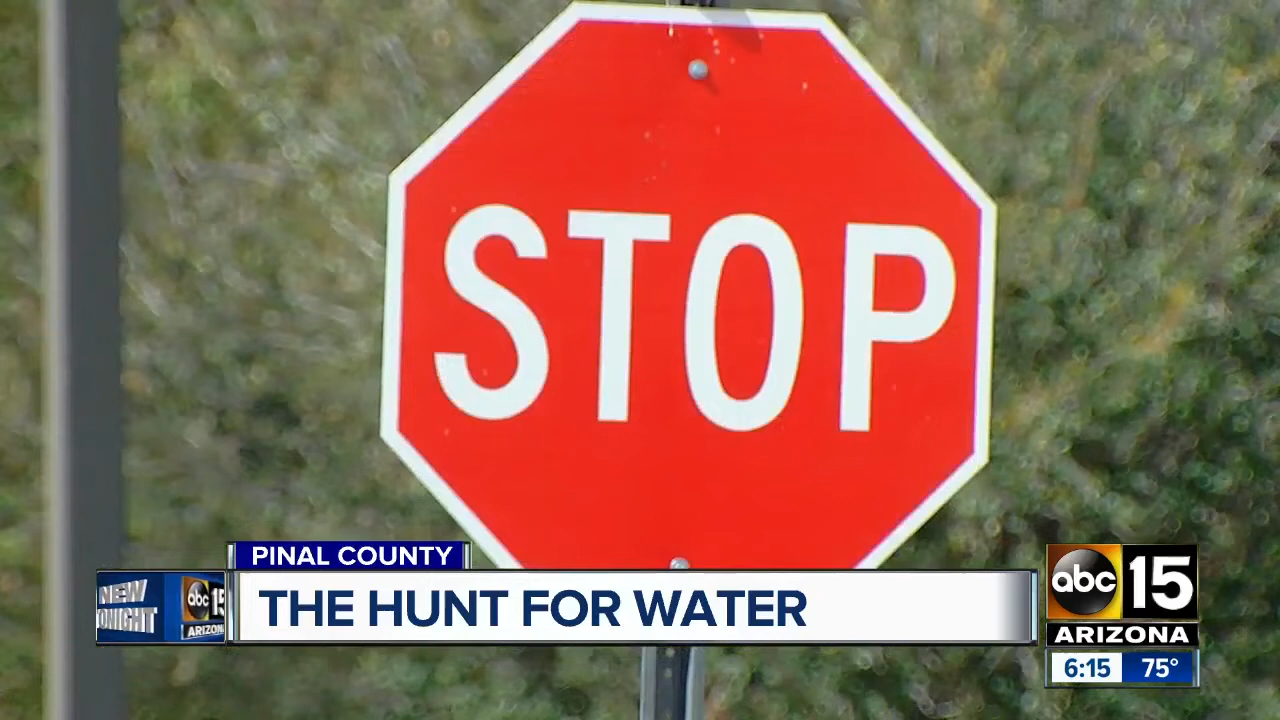 STOP
PINAL COUNTY
NEW
TONIGHT
abc 15
ARIZONA
THE HUNT FOR WATER
abc 15
ARIZONA
6:15 75°